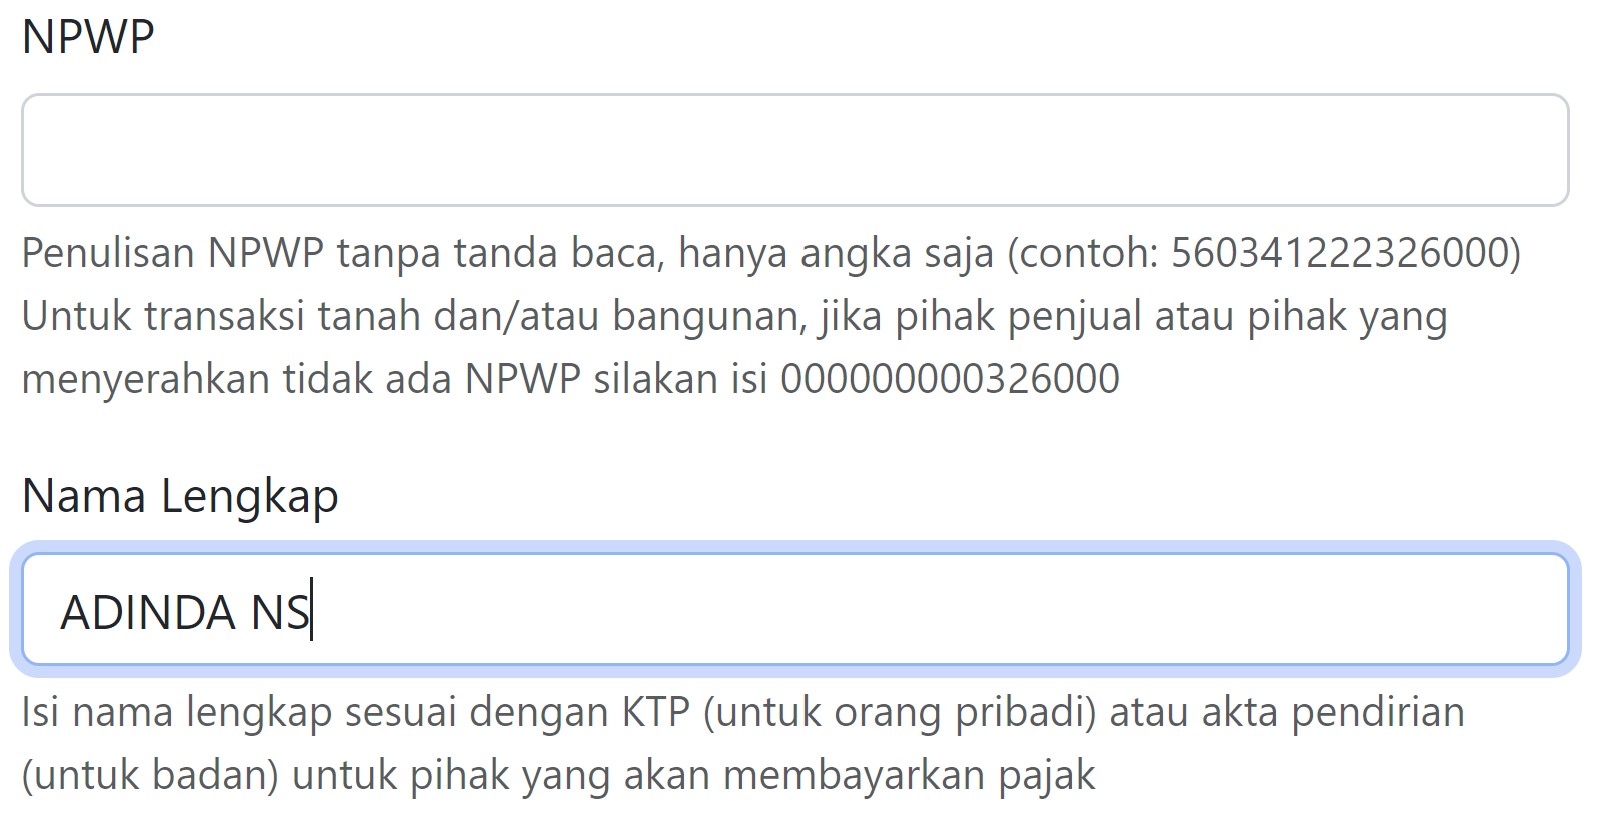 NPWP
Penulisan NPWP tanpa tanda baca, hanya angka saja (contoh: 560341222326000)
Untuk transaksi tanah dan/atau bangunan, jika pihak penjual atau pihak yang
menyerahkan tidak ada NPWP silakan isi 000000000326000
Nama Lengkap
ADINDA NS
Isi nama lengkap sesuai dengan KTP (untuk orang pribadi) atau akta pendirian
(untuk badan) untuk pihak yang akan membayarkan pajak